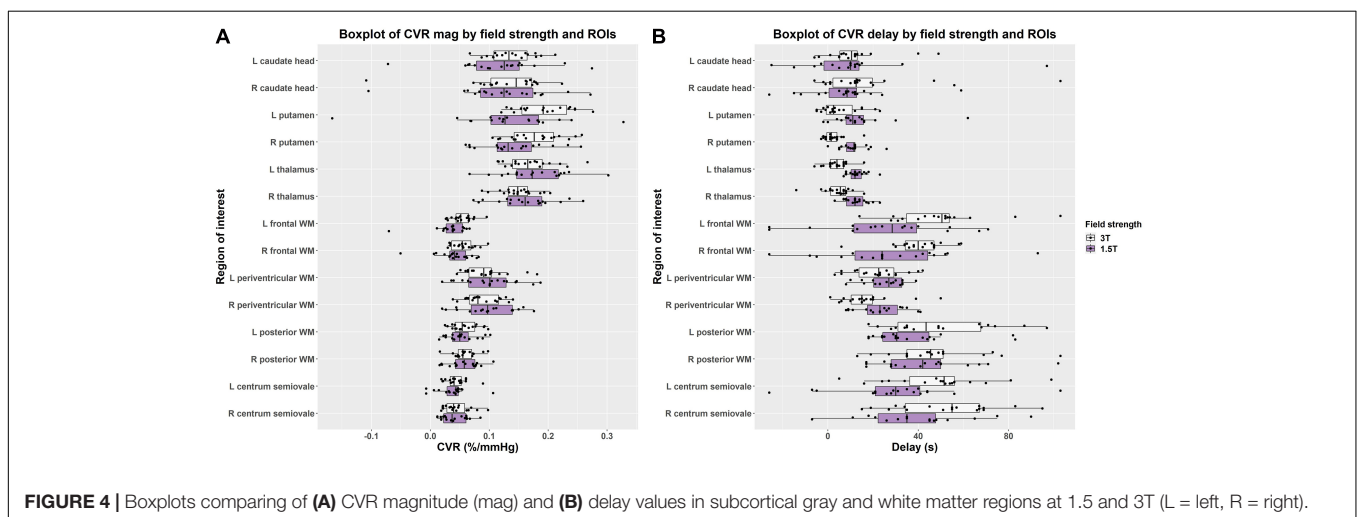 A
Boxplot of CVR mag by field strength and ROIs
Region of interest
L caudate head
R caudate head
L putamen
R putamen
L thalamus
R thalamus
L frontal WM
R frontal WM
L periventricular WM
R periventricular WM
L posterior WM
R posterior WM
L centrum semiovale
R centrum semiovale
-0.1 0.0 0.1 0.2 0.3
CVR (%/mmHg)
B
Boxplot of CVR delay by field strength and ROIs
Region of interest
L caudate head
R caudate head
L putamen
R putamen
L thalamus
R thalamus
L frontal WM
R frontal WM
L periventricular WM
R periventricular WM
L posterior WM
R posterior WM
L centrum semiovale
R centrum semiovale
0 40 80
Delay (s)
Field strength
3T
1.5T
FIGURE 4 | Boxplots comparing of (A) CVR magnitude (mag) and (B) delay values in subcortical gray and white matter regions at 1.5 and 3T (L = left, R = right).